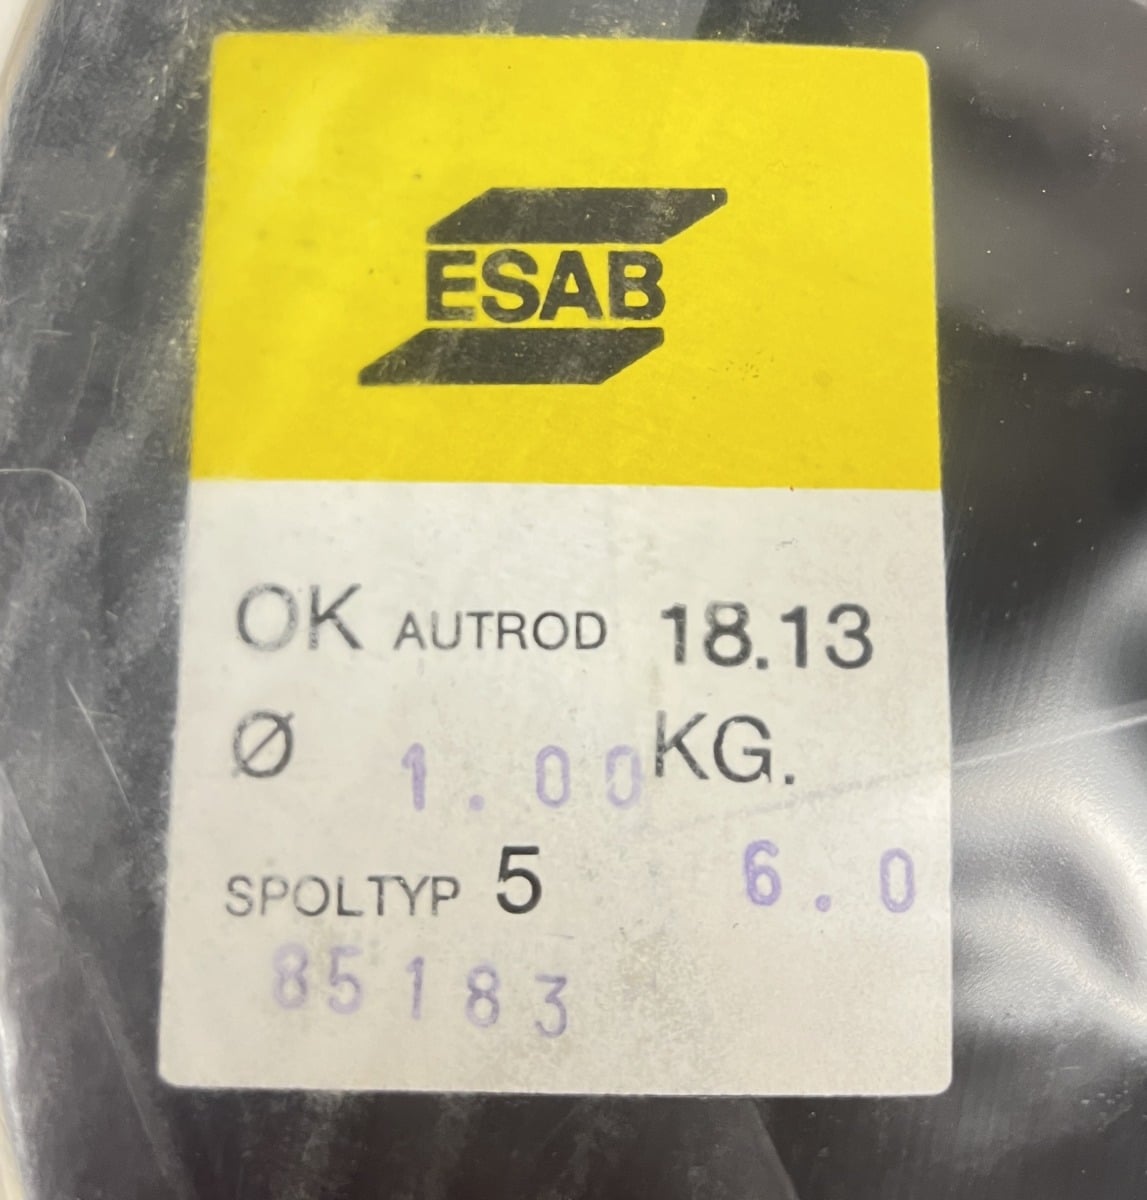 ESAB
OK AUTROD 18.13
Ø 1.00 KG.
SPOLTYP 5 6.0
85183